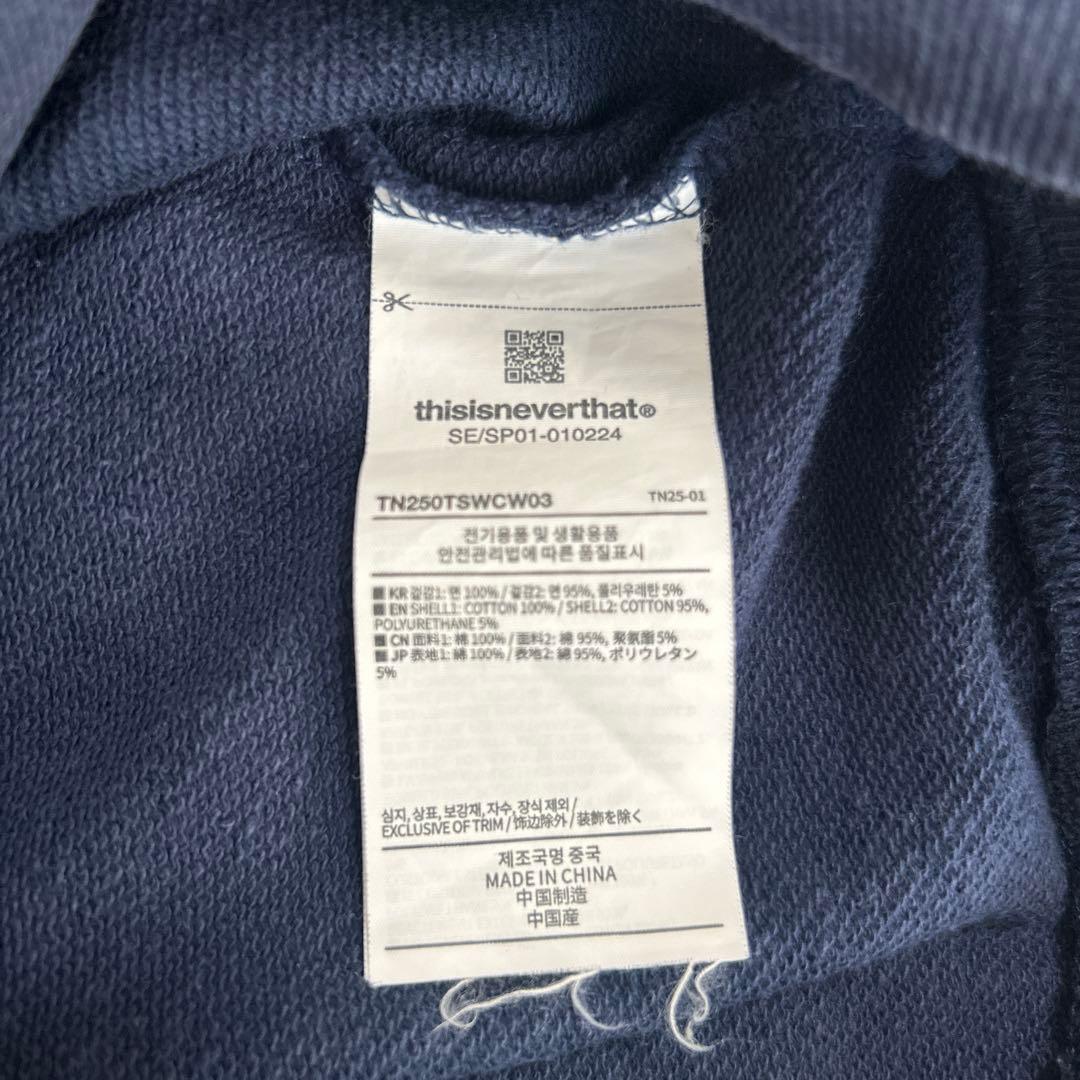 thisisneverthat®
SE/SP01-010224
TN250TSWCW03 TN25-01
전기용품 및 생활용품
안전관리법에 따른 품질표시
■ KR 겉감1: 면 100% / 겉감2: 면 95%, 폴리우레탄 5%
■ EN SHELL1: COTTON 100% / SHELL2: COTTON 95%,
POLYURETHANE 5%
■ CN 面料1: 棉 100% / 面料2: 綿 95%, 聚氨酯 5%
■ JP 表地1: 綿 100% / 表地2: 綿 95%, ポリウレタン
5%
심지, 상표, 보강재, 자수, 장식 제외 /
EXCLUSIVE OF TRIM / 饰边除外 / 装飾を除く
제조국명 중국
MADE IN CHINA
中国制造
中国産